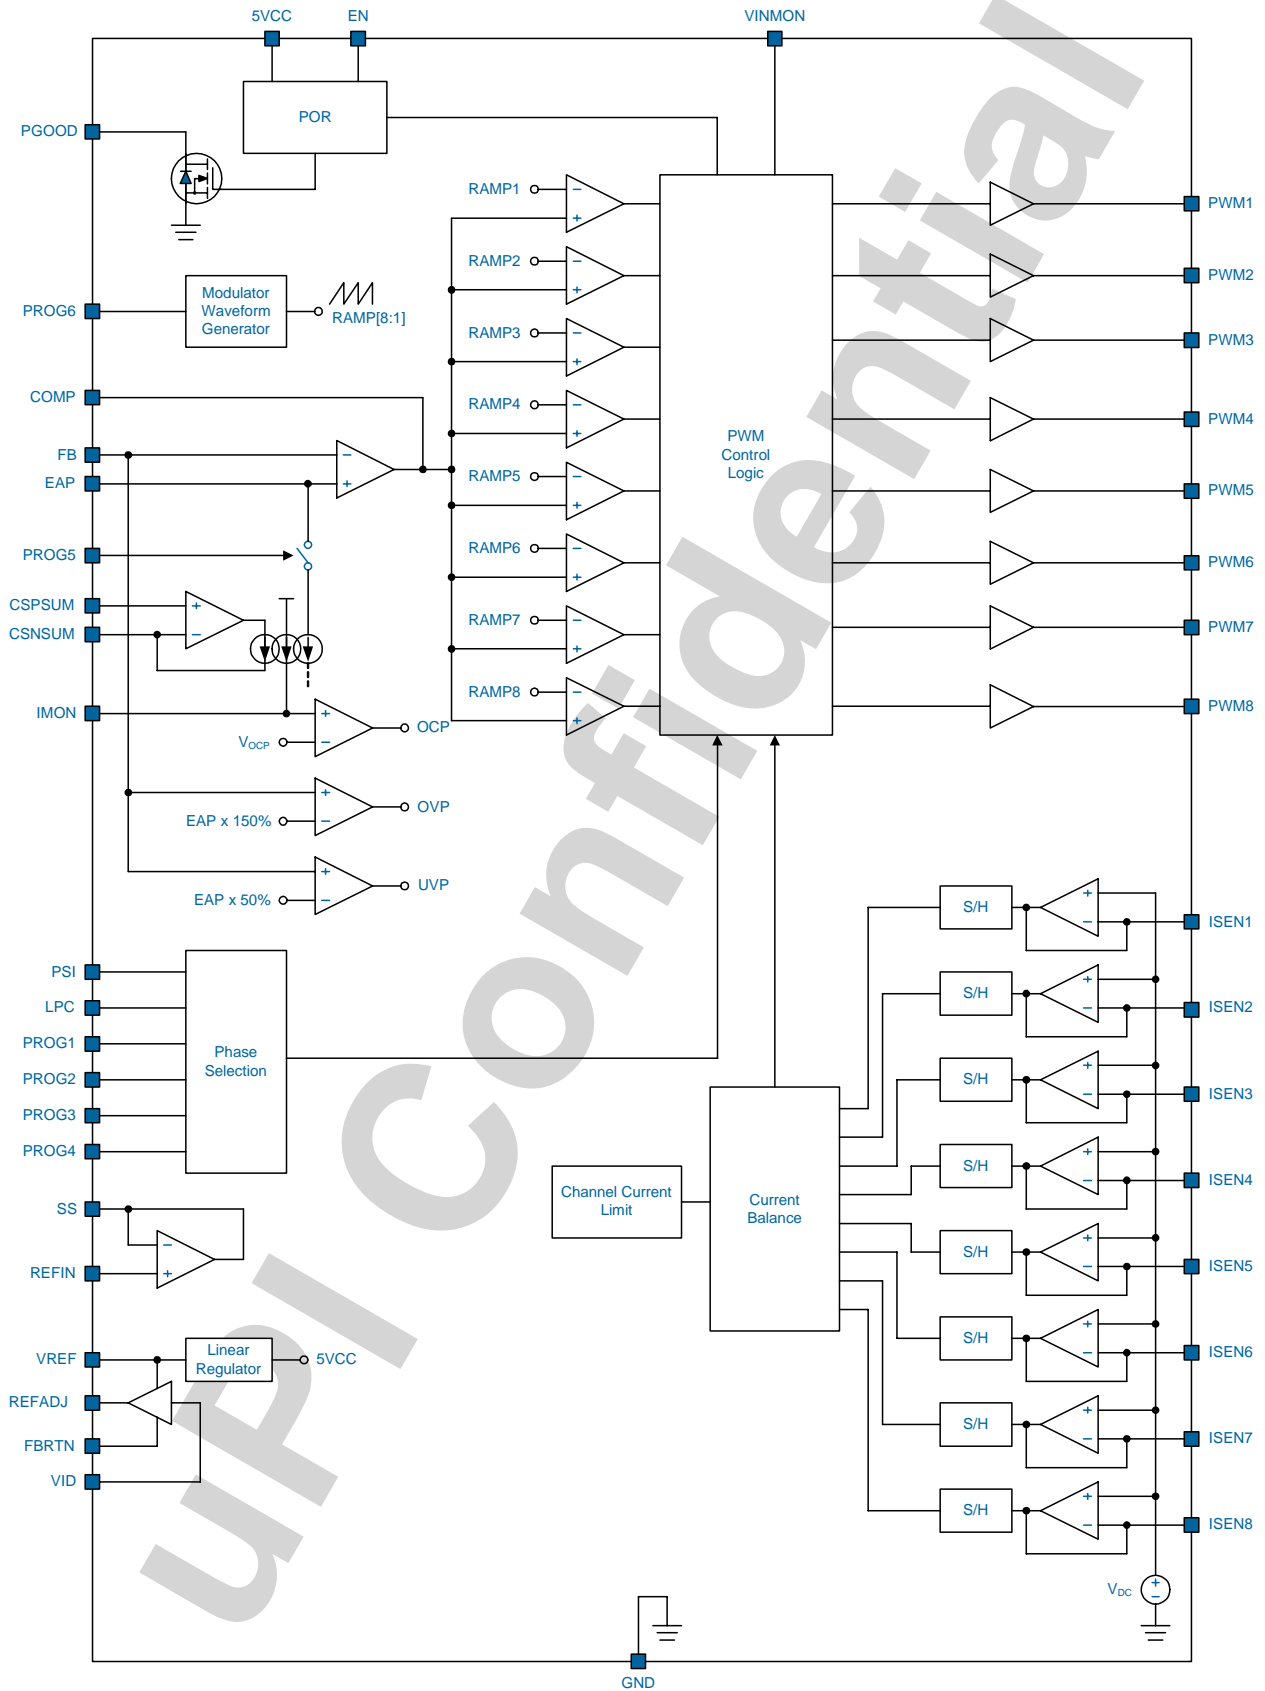 5VCC
EN
VINMON
PGOOD
POR
RAMP1
PWM1
RAMP2
PWM2
PROG6
Modulator
Waveform
Generator
RAMP[8:1]
RAMP3
PWM3
COMP
RAMP4
PWM4
FB
EAP
PWM
Control
Logic
RAMP5
PWM5
PROG5
RAMP6
PWM6
CSPSUM
CSNSUM
RAMP7
PWM7
RAMP8
IMON
VOCP
OCP
PWM8
EAP x 150%
OVP
EAP x 50%
UVP
S/H
ISEN1
PSI
LPC
PROG1
PROG2
PROG3
PROG4
Phase
Selection
S/H
ISEN2
S/H
ISEN3
S/H
ISEN4
Channel Current
Limit
Current
Balance
SS
REFIN
S/H
ISEN5
VREF
Linear
Regulator
5VCC
S/H
ISEN6
REFADJ
FBRTN
VID
S/H
ISEN7
S/H
ISEN8
VDC
GND
uPI Confidential
+
−